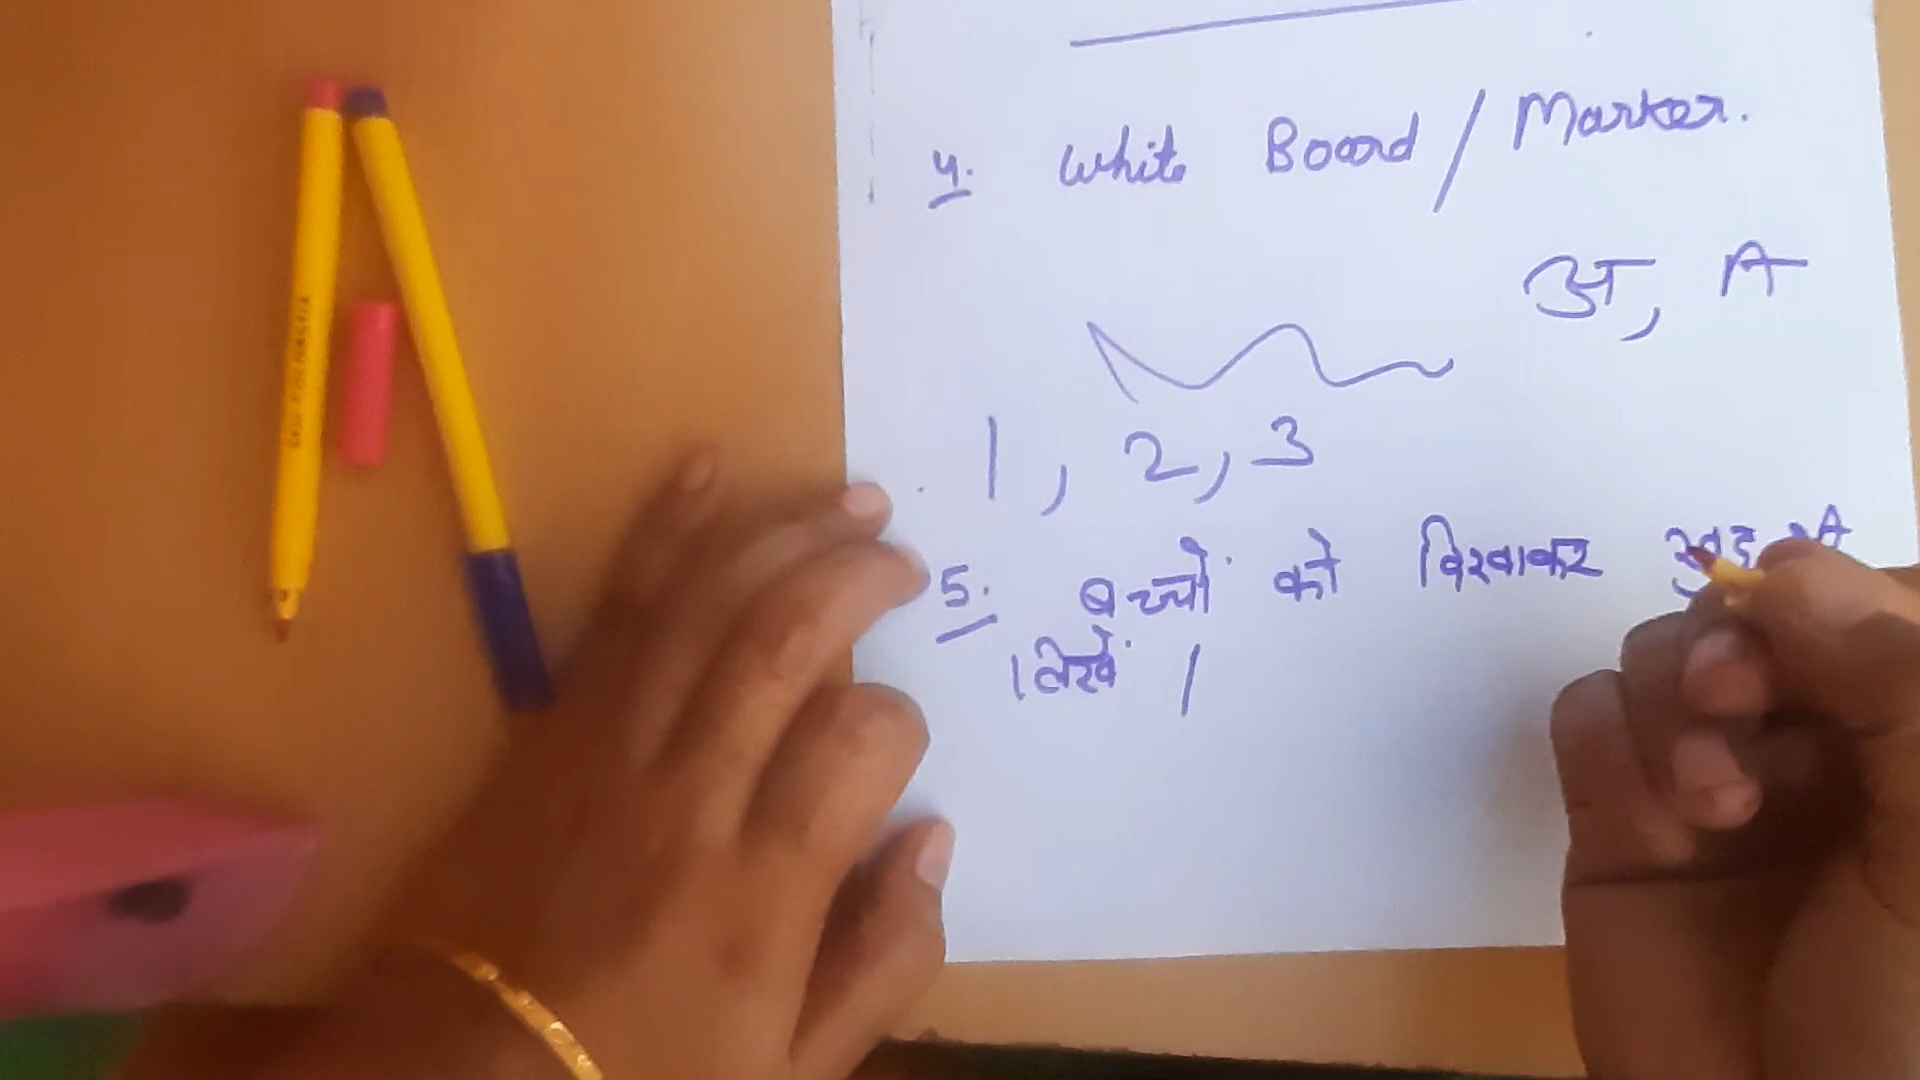 4. White Board / Marker.
अ, A
1, 2, 3
5. बच्चों को दिखाकर खुद भी
लिखें।